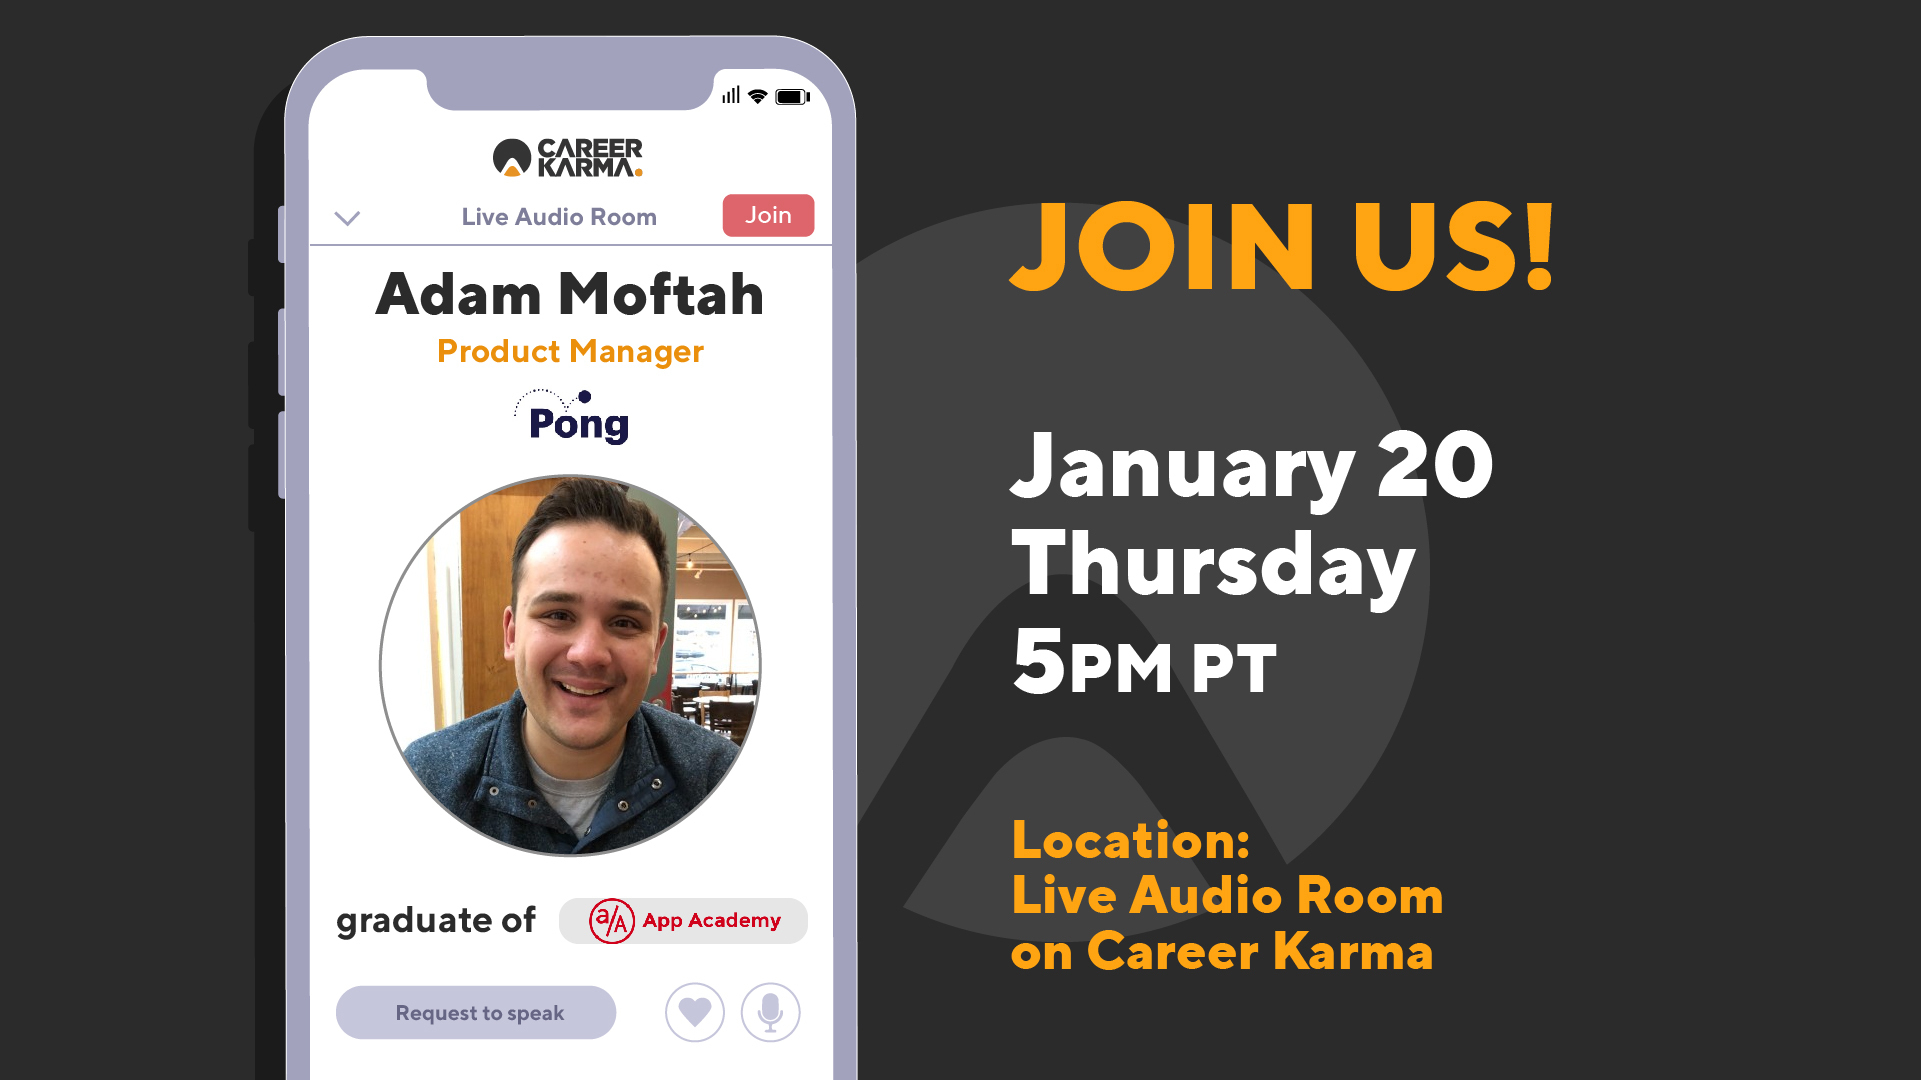 CAREER
KARMA.
Live Audio Room
Join
Adam Moftah
Product Manager
Pong
graduate of
a/A App Academy
Request to speak
JOIN US!
January 20
Thursday
5PM PT
Location:
Live Audio Room
on Career Karma